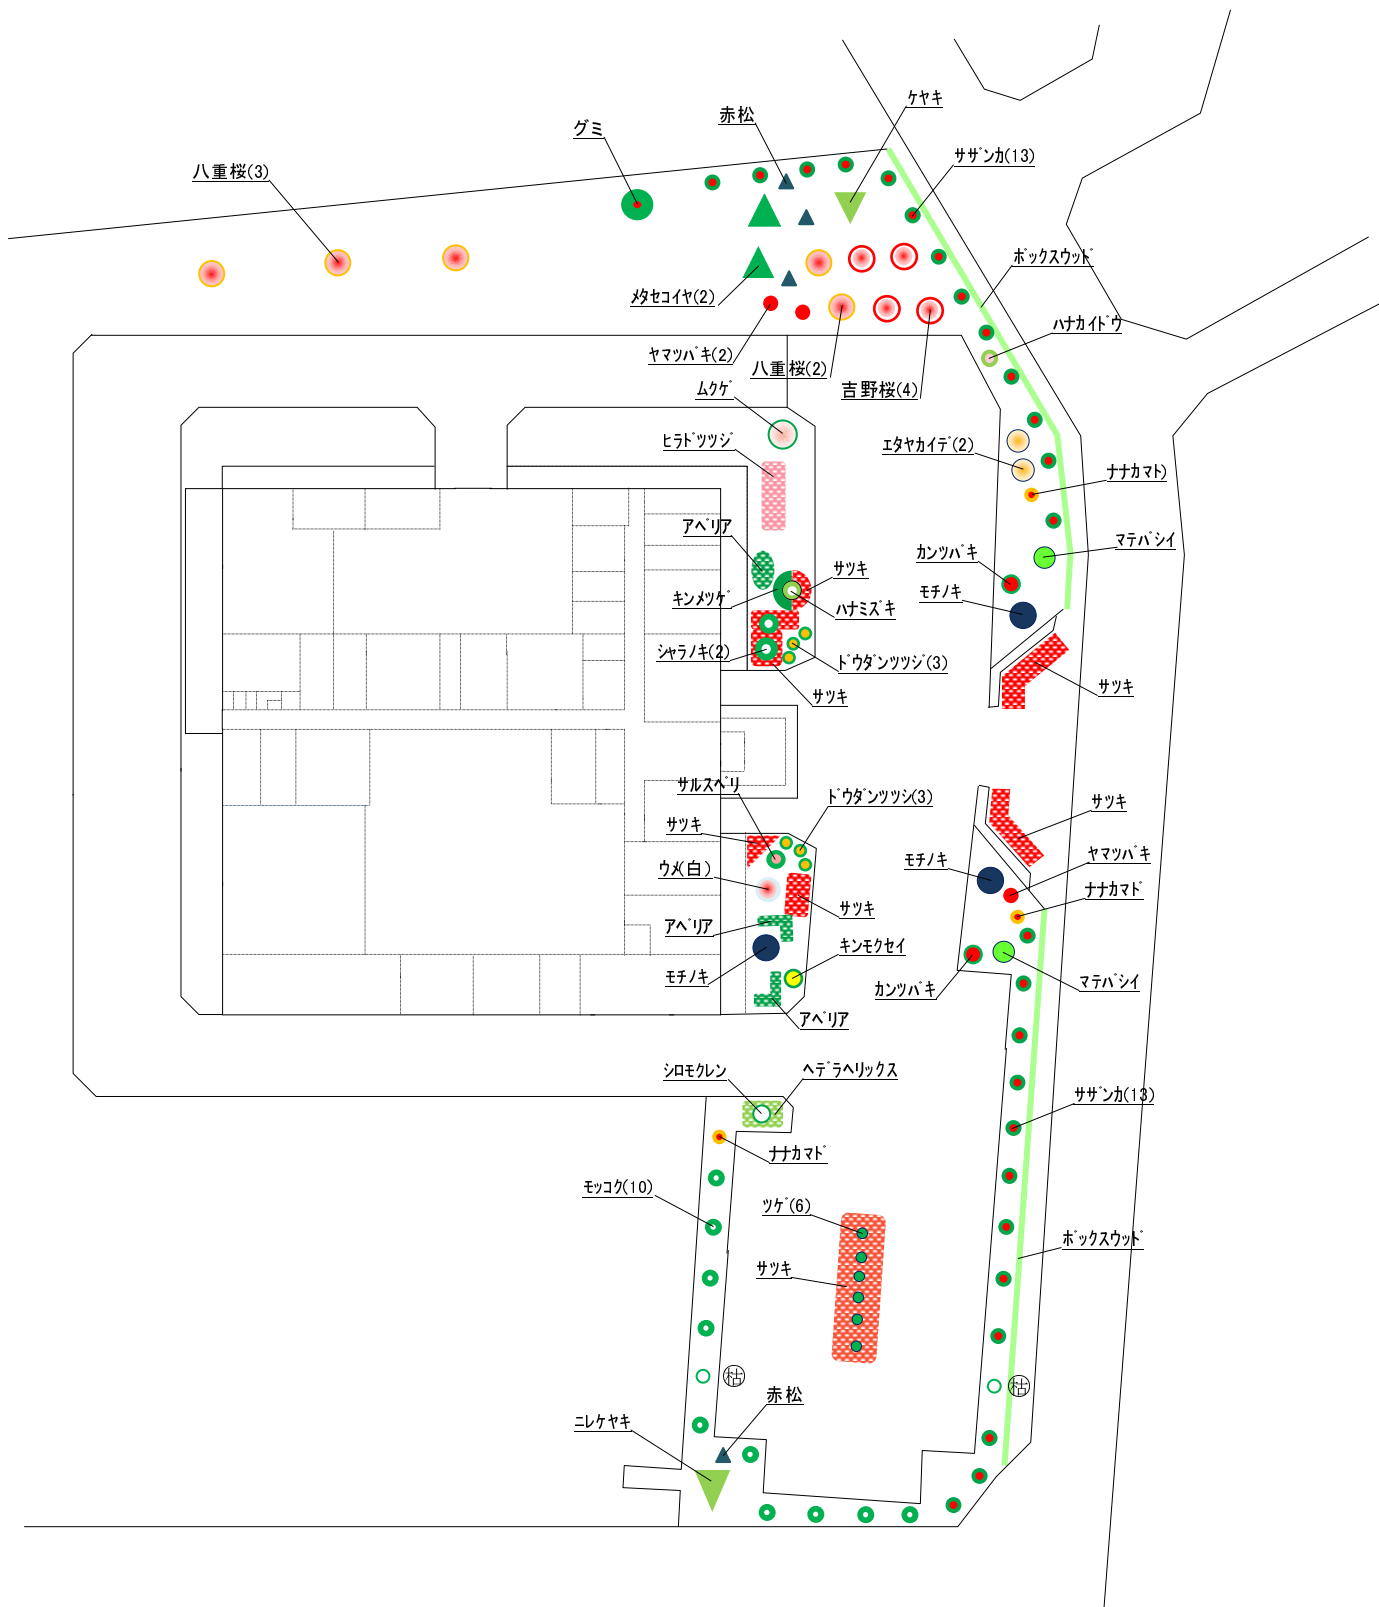 ケヤキ
赤松
グミ
サザンカ(13)
八重桜(3)
ボックスウッド
メタセコイヤ(2)
ハナカイドウ
ヤマツバキ(2)
八重桜(2)
吉野桜(4)
ムクゲ
ヒラドツツジ
エタヤカイデ(2)
ナナカマト)
アベリア
マテバシイ
カンツバキ
サツキ
キンメツゲ
モチノキ
ハナミズキ
シャラノキ(2)
ドウダンツツジ(3)
サツキ
サツキ
サルスベリ
ドウダンツツシ(3)
サツキ
サツキ
ウメ(白)
モチノキ
ヤマツバキ
ナナカマド
サツキ
アベリア
キンモクセイ
モチノキ
カンツバキ
マテバシイ
アベリア
シロモクレン
ヘデラヘリックス
サザンカ(13)
ナナカマド
モッコク(10)
ツゲ(6)
ボックスウッド
サツキ
枯
枯
赤松
ニレケヤキ